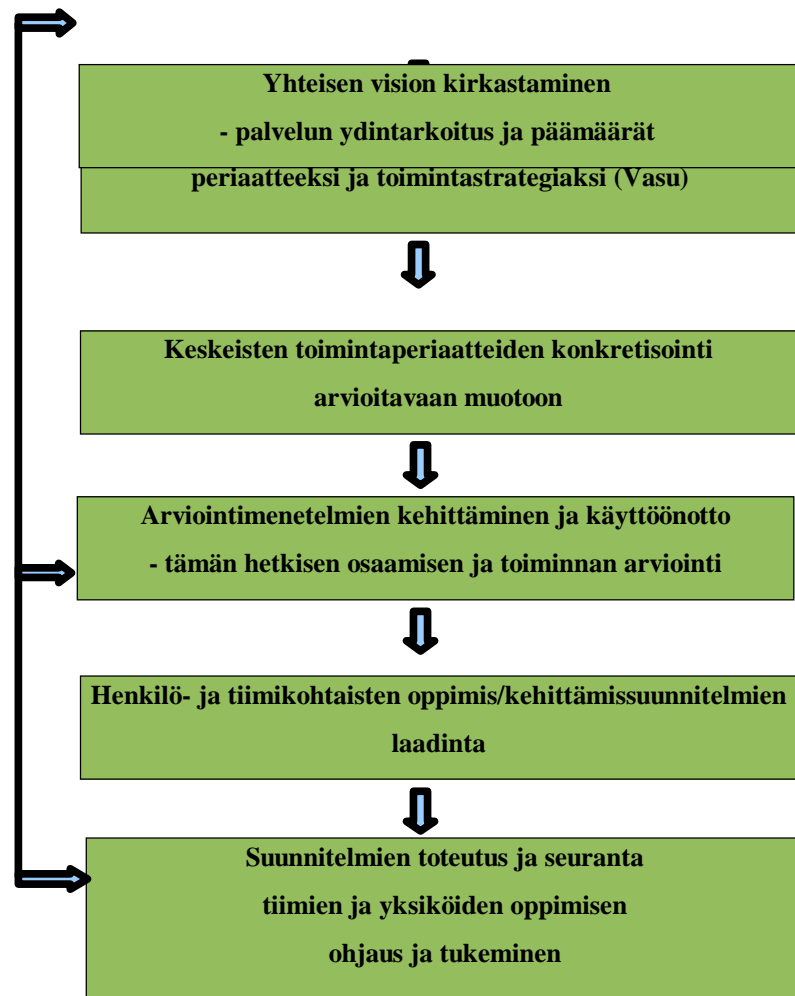 Yhteisen vision kirkastaminen
- palvelun ydintarkoitus ja päämäärät
periaatteeksi ja toimintastrategiaksi (Vasu)
Keskeisten toimintaperiaatteiden konkretisointi
arvioitavaan muotoon
Arviointimenetelmien kehittäminen ja käyttöönotto
- tämän hetkisen osaamisen ja toiminnan arviointi
Henkilö- ja tiimikohtaisten oppimis/kehittämissuunnitelmien
laadinta
Suunnitelmien toteutus ja seuranta
tiimien ja yksiköiden oppimisen
ohjaus ja tukeminen